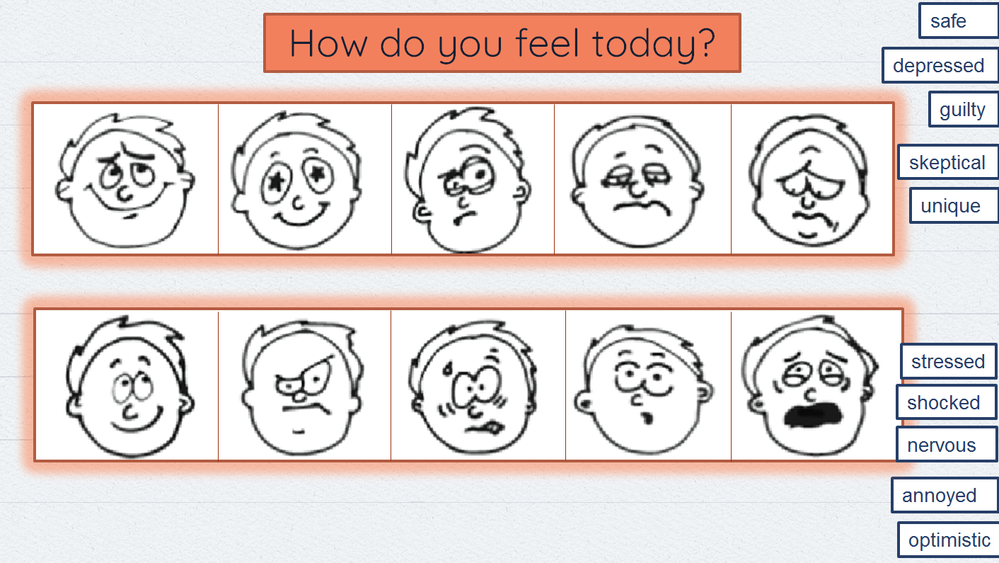 How do you feel today?
safe
depressed
guilty
skeptical
unique
stressed
shocked
nervous
annoyed
optimistic